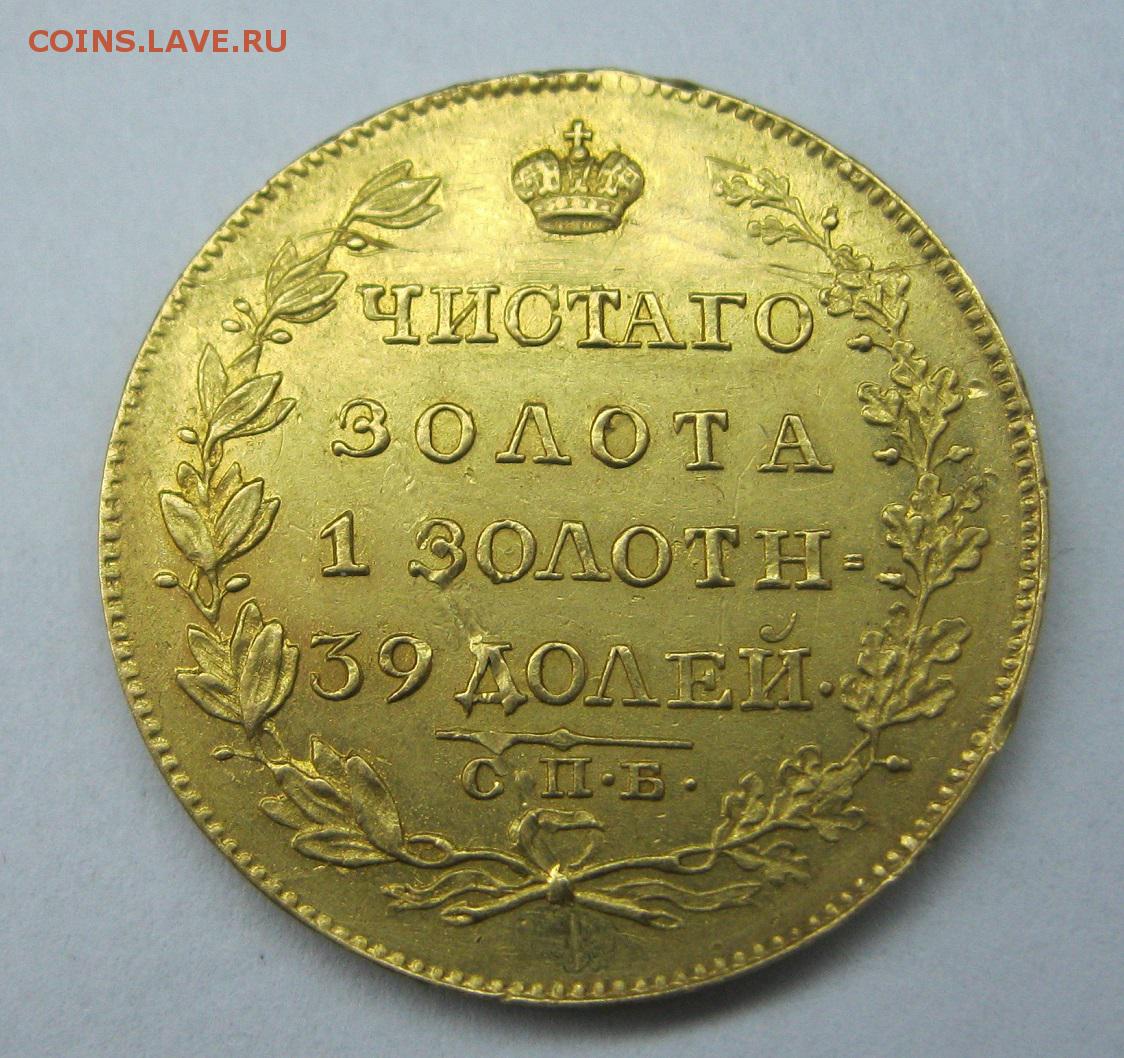 COINS.LAVE.RU
ЧИСТАГО
ЗОЛОТА
1 ЗОЛОТН=
39 ДОЛЕЙ.
С П·Б·